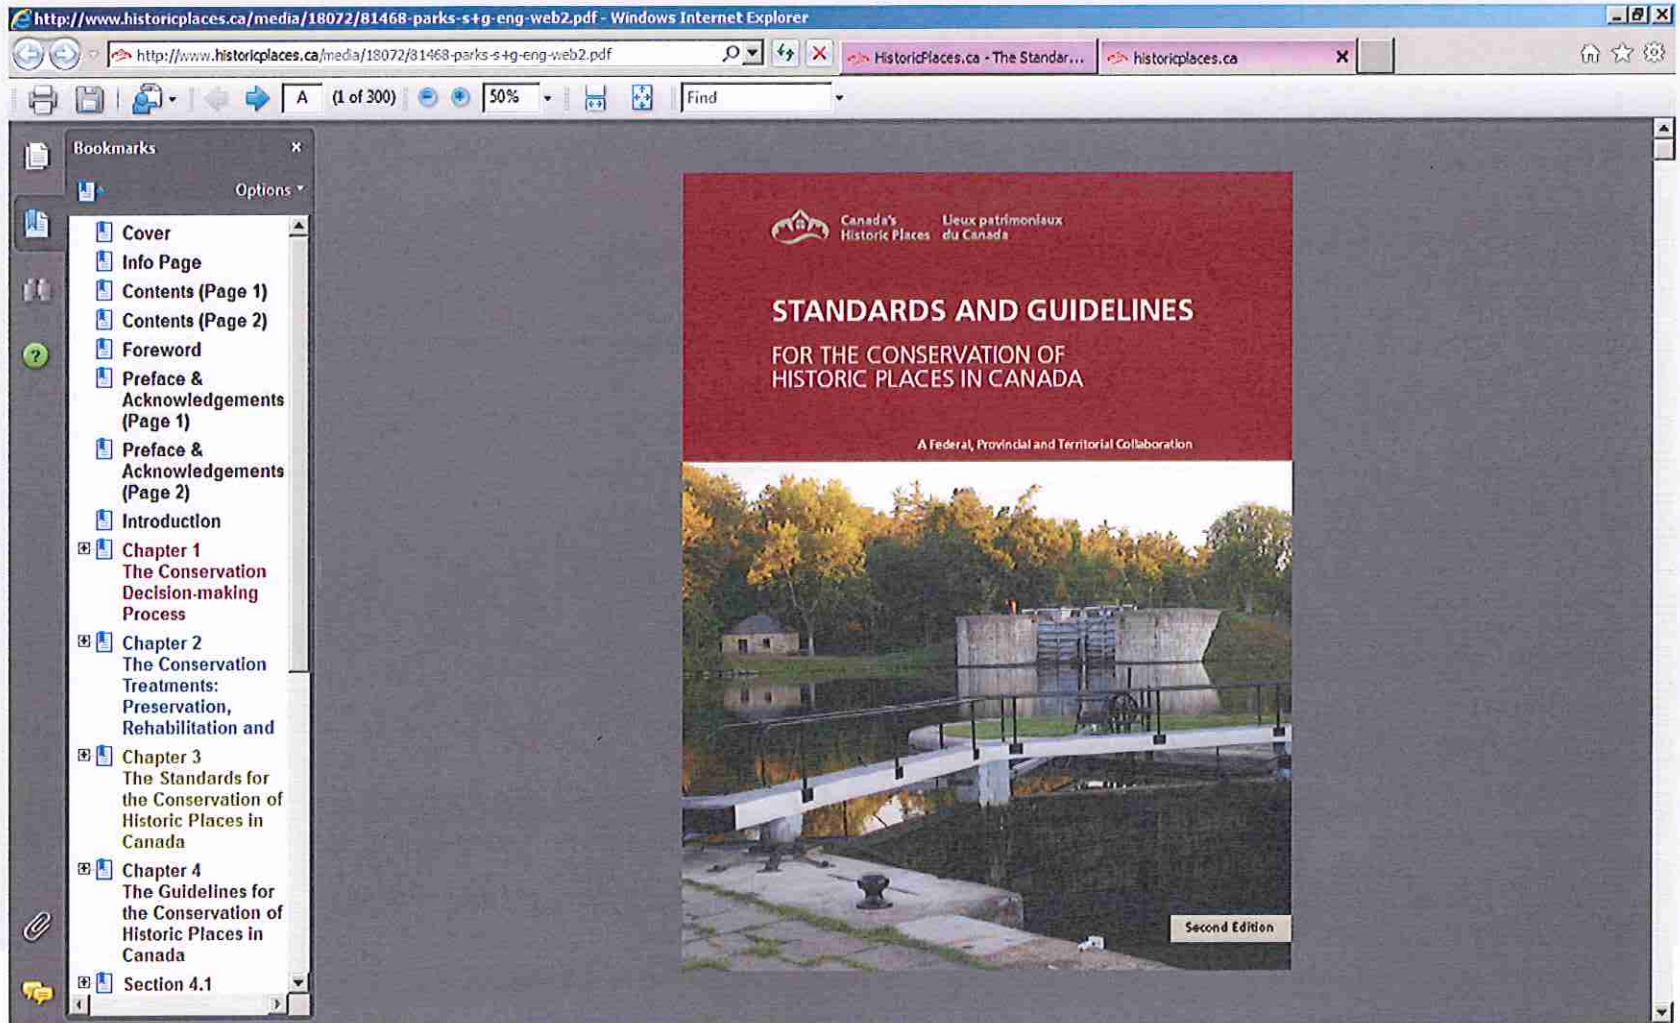 http://www.historicplaces.ca/media/18072/81468-parks-s+g-eng-web2.pdf - Windows Internet Explorer
http://www.historicplaces.ca/media/18072/81468-parks-s+g-eng-web2.pdf
HistoricPlaces.ca - The Standar...
historicplaces.ca
A
(1 of 300)
50%
Find
Bookmarks
Options
Cover
Info Page
Contents (Page 1)
Contents (Page 2)
Foreword
Preface &
Acknowledgements
(Page 1)
Preface &
Acknowledgements
(Page 2)
Introduction
Chapter 1
The Conservation
Decision-making
Process
Chapter 2
The Conservation
Treatments:
Preservation,
Rehabilitation and
Chapter 3
The Standards for
the Conservation of
Historic Places in
Canada
Chapter 4
The Guidelines for
the Conservation of
Historic Places in
Canada
Section 4.1
Canada's
Historic Places
Lieux patrimoniaux
du Canada
STANDARDS AND GUIDELINES
FOR THE CONSERVATION OF
HISTORIC PLACES IN CANADA
A Federal, Provincial and Territorial Collaboration
Second Edition